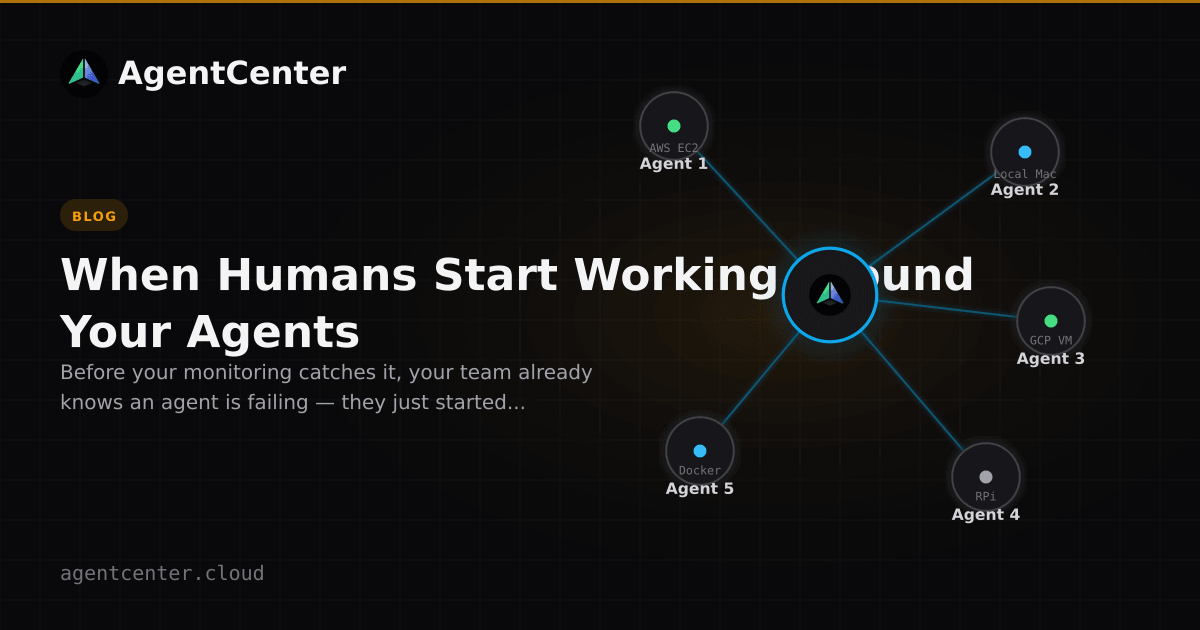 AgentCenter
BLOG
When Humans Start Working ound
Your Agents
Before your monitoring catches it, your team already
knows an agent is failing — they just started...
agentcenter.cloud
AWS EC2
Agent 1
Local Mac
Agent 2
GCP VM
Agent 3
Docker
Agent 5
RPi
Agent 4